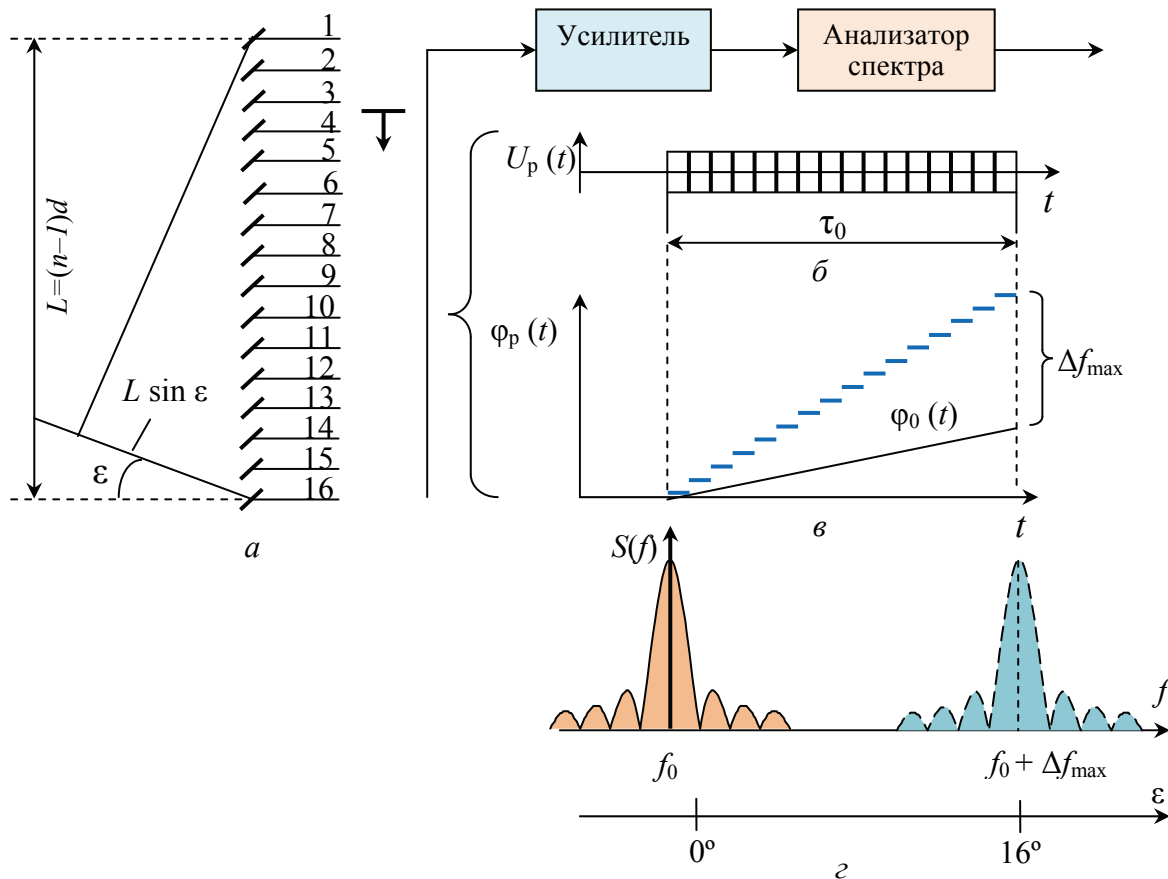 1
2
3
4
5
6
7
8
9
10
11
12
13
14
15
16
L=(n–1)d
L sin ε
ε
а
Усилитель
Анализатор
спектра
Uр (t)
t
τ0
б
φр (t)
Δfmax
φ0 (t)
в
t
S(f)
f
f0
f0 + Δfmax
ε
0º
16º
г